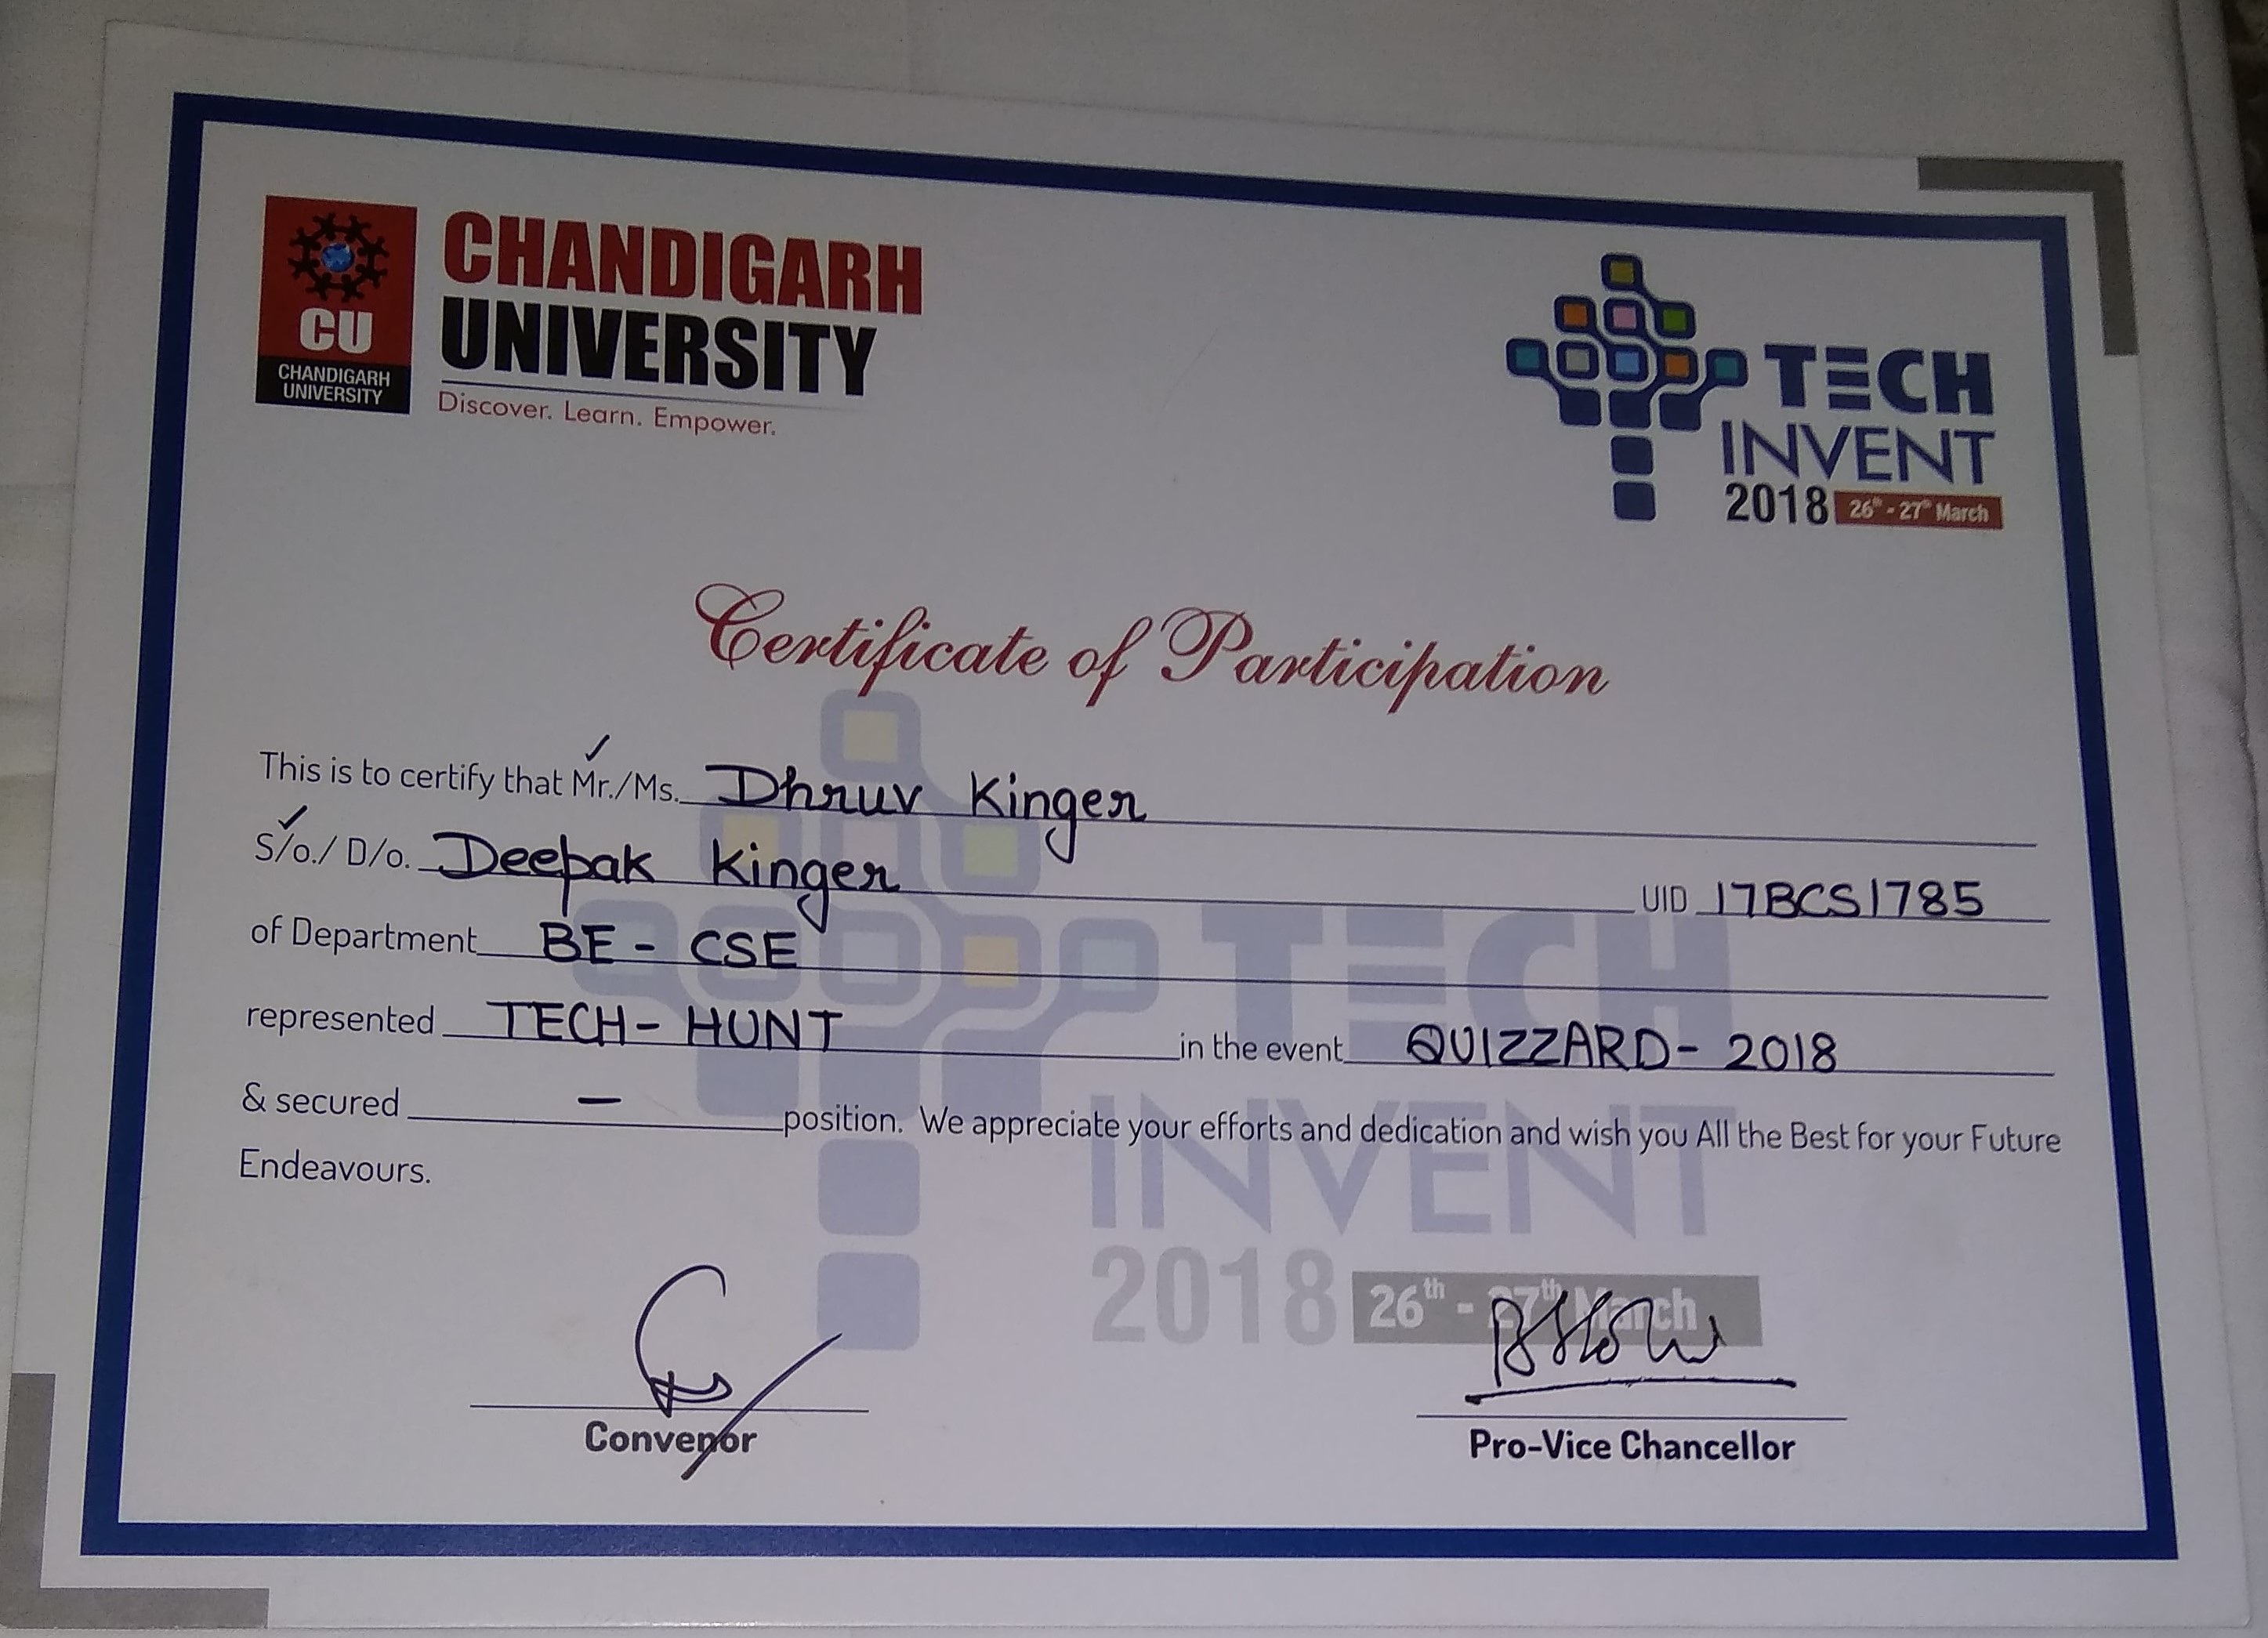 CU
CHANDIGARH
UNIVERSITY
CHANDIGARH
UNIVERSITY
Discover. Learn. Empower.
TECH
INVENT
2018 26th - 27th March
Certificate of Participation
This is to certify that Mr./Ms. Dhruv Kinger
S/o./ D/o. Deepak Kinger UID 17BCS1785
of Department BE - CSE
represented TECH - HUNT in the event QUIZZARD - 2018
& secured — position. We appreciate your efforts and dedication and wish you All the Best for your Future
Endeavours.
TECH
INVENT
2018 26th - 27th March
Convenor
Pro-Vice Chancellor